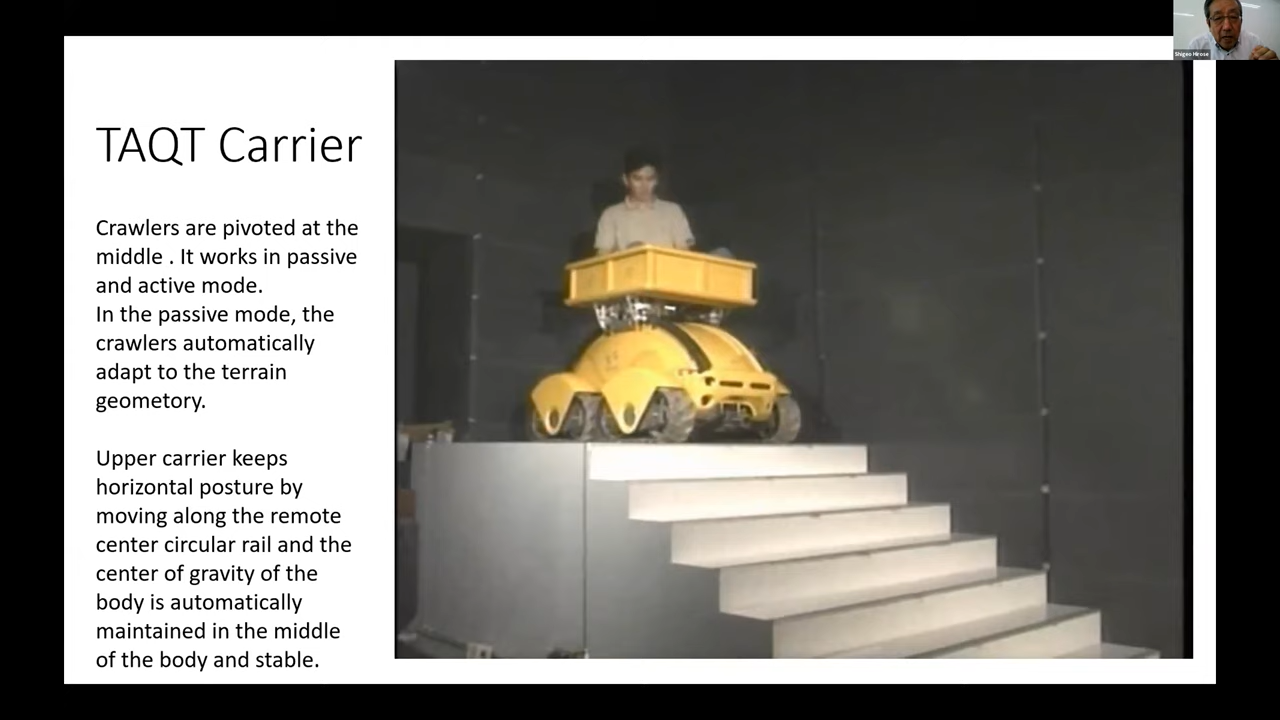 Shigeo Hirose
TAQT Carrier
Crawlers are pivoted at the
middle . It works in passive
and active mode.
In the passive mode, the
crawlers automatically
adapt to the terrain
geometory.
Upper carrier keeps
horizontal posture by
moving along the remote
center circular rail and the
center of gravity of the
body is automatically
maintained in the middle
of the body and stable.